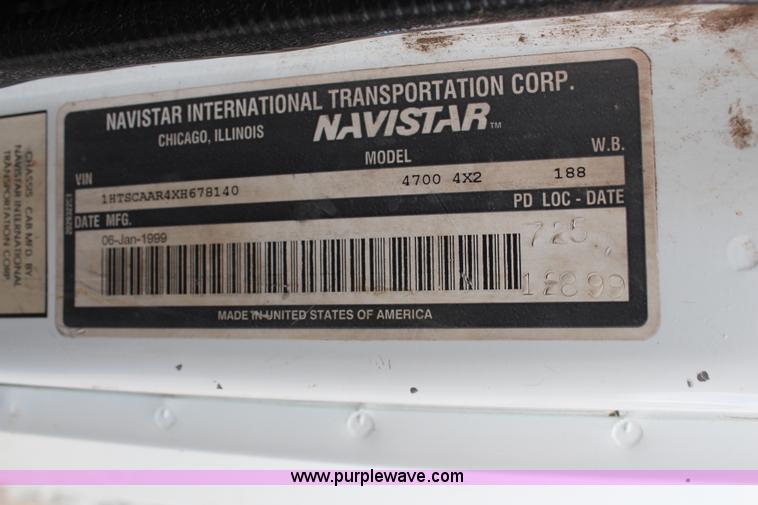 NAVISTAR INTERNATIONAL TRANSPORTATION CORP.
CHICAGO, ILLINOIS NAVISTAR™
VIN MODEL W.B.
1HTSCAAR4XH678140 4700 4X2 188
DATE MFG. PD LOC - DATE
06-Jan-1999 725
12899
MADE IN UNITED STATES OF AMERICA
CHASSIS CAB MFD. BY
NAVISTAR INTERNATIONAL
TRANSPORTATION CORP.
www.purplewave.com